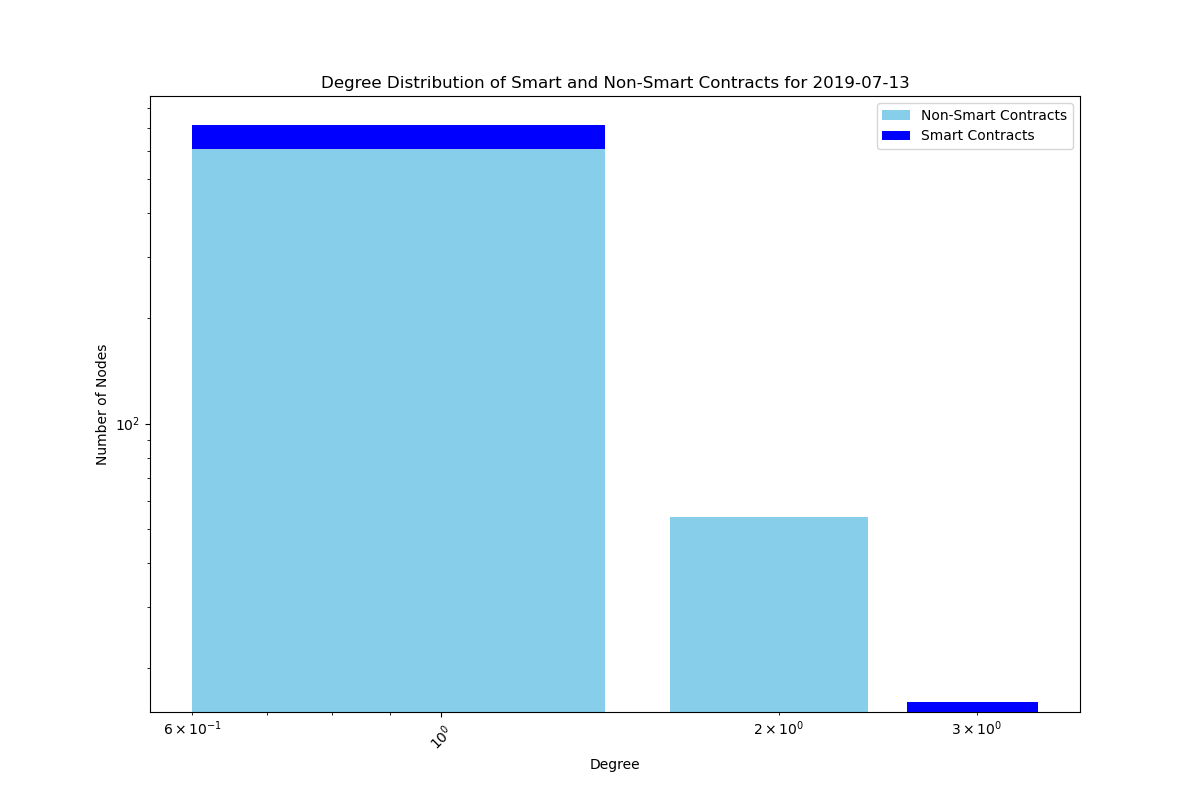 Degree Distribution of Smart and Non-Smart Contracts for 2019-07-13
Non-Smart Contracts
Smart Contracts
Number of Nodes
10²
6 × 10⁻¹
10⁰
2 × 10⁰
3 × 10⁰
Degree